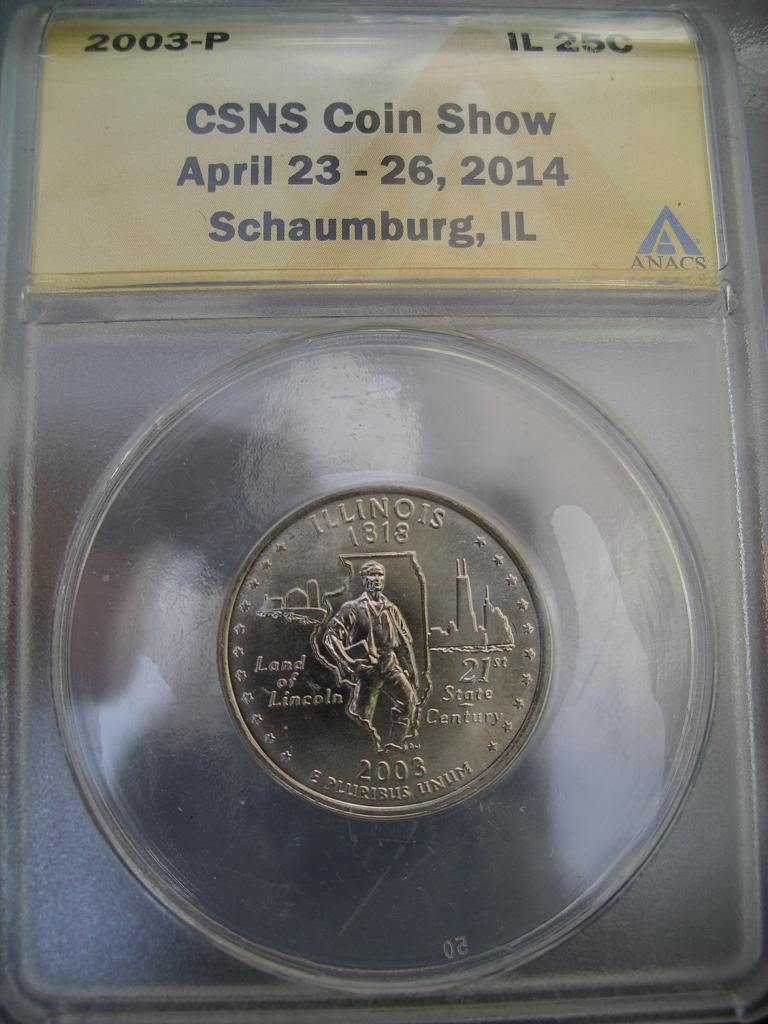 2003-P IL 25C
CSNS Coin Show
April 23 - 26, 2014
Schaumburg, IL
ANACS
ILLINOIS
1818
Land
of
Lincoln
21st
State
Century
2003
E PLURIBUS UNUM
20